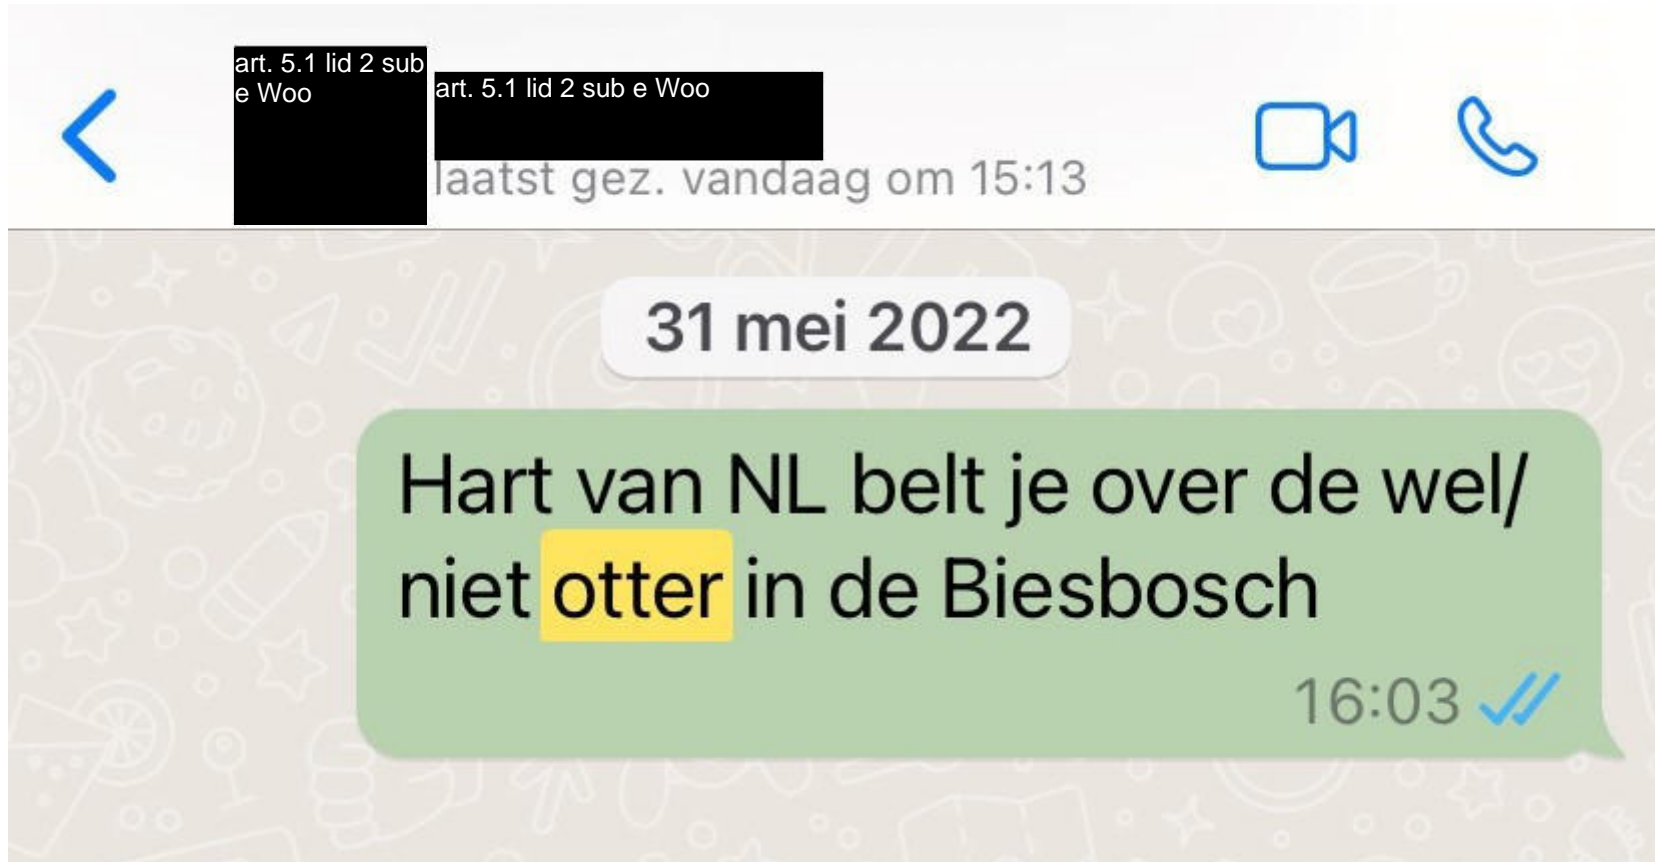 art. 5.1 lid 2 sub
e Woo
art. 5.1 lid 2 sub e Woo
laatst gez. vandaag om 15:13
31 mei 2022
Hart van NL belt je over de wel/
niet otter in de Biesbosch
16:03